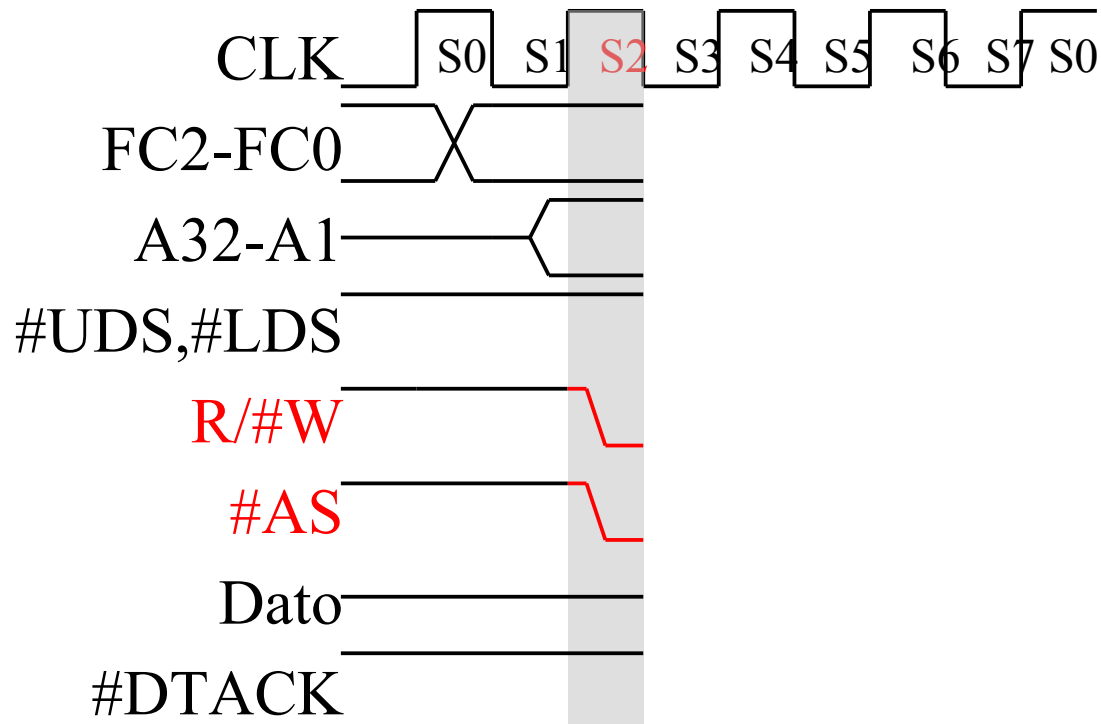 CLK S0 S1 S2 S3 S4 S5 S6 S7 S0
FC2-FC0
A32-A1
#UDS,#LDS
R/#W
#AS
Dato
#DTACK